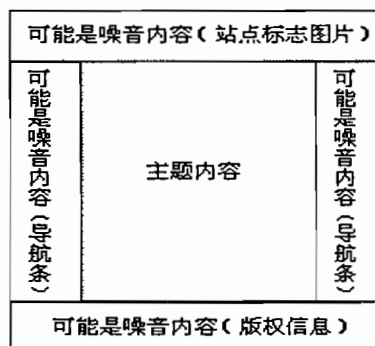 可能是噪音内容(站点标志图片)
可能是噪音内容(导航条)
主题内容
可能是噪音内容(导航条)
可能是噪音内容(版权信息)